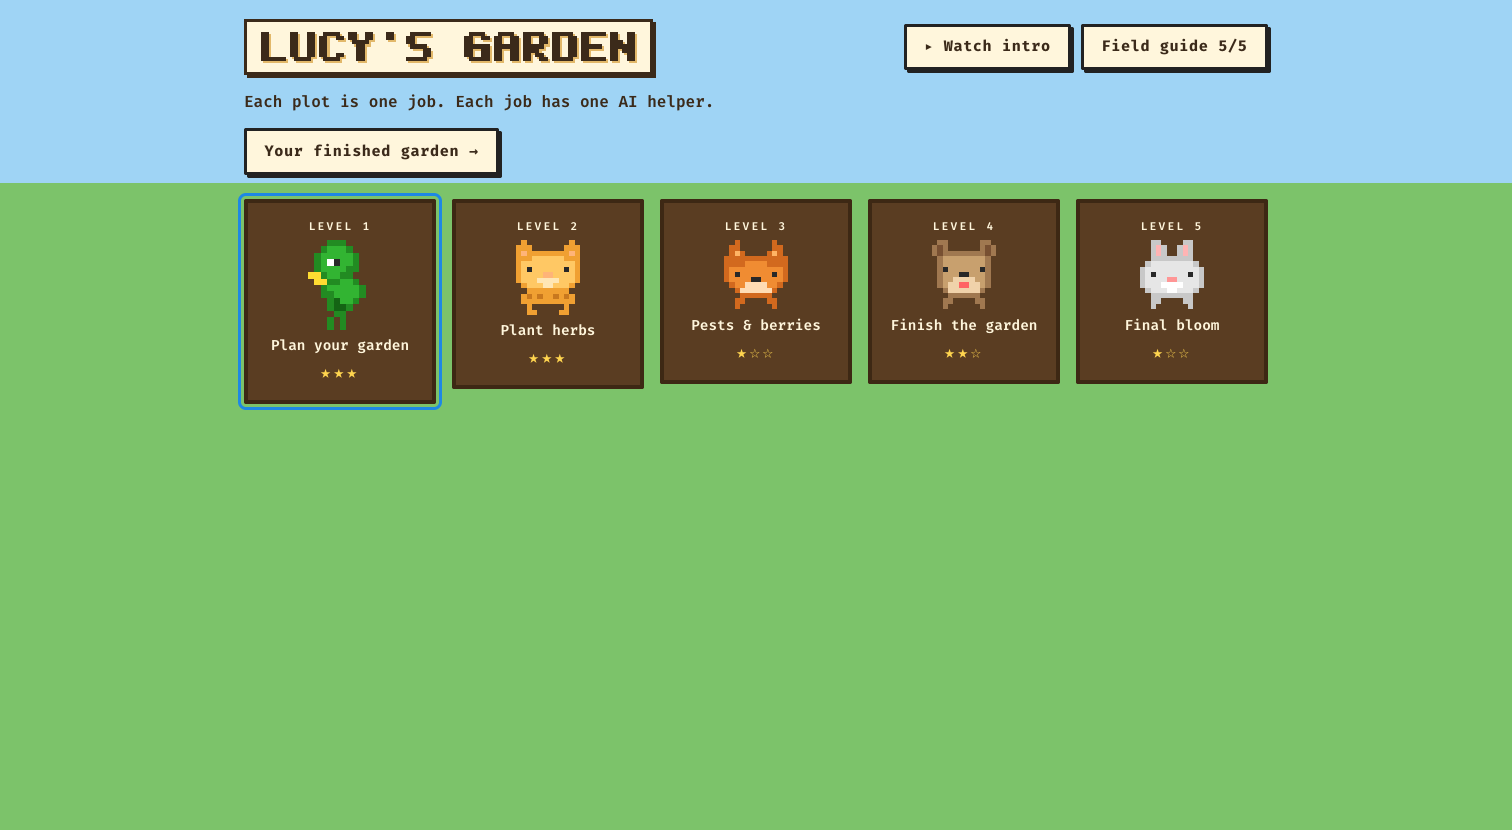 LUCY'S GARDEN
▸ Watch intro
Field guide 5/5
Each plot is one job. Each job has one AI helper.
Your finished garden →
LEVEL 1
Plan your garden
★★★
LEVEL 2
Plant herbs
★★★
LEVEL 3
Pests & berries
★☆☆
LEVEL 4
Finish the garden
★★☆
LEVEL 5
Final bloom
★☆☆